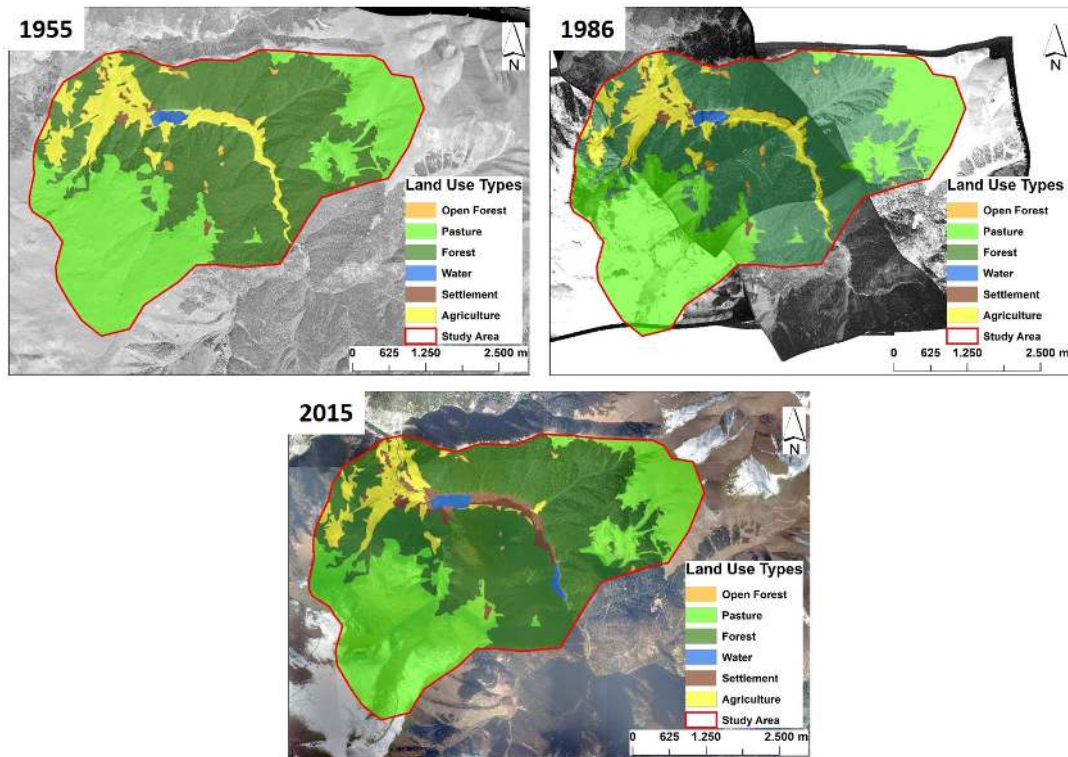 1955
N
Land Use Types
Open Forest
Pasture
Forest
Water
Settlement
Agriculture
Study Area
0 625 1.250 2.500 m
1986
N
Land Use Types
Open Forest
Pasture
Forest
Water
Settlement
Agriculture
Study Area
0 625 1.250 2.500 m
2015
N
Land Use Types
Open Forest
Pasture
Forest
Water
Settlement
Agriculture
Study Area
0 625 1.250 2.500 m